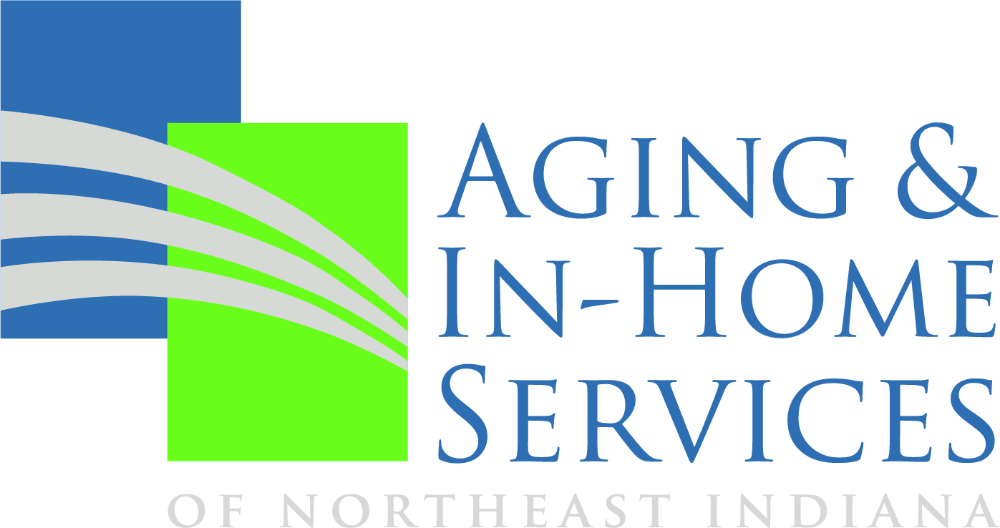 AGING &
IN-HOME
SERVICES
OF NORTHEAST INDIANA